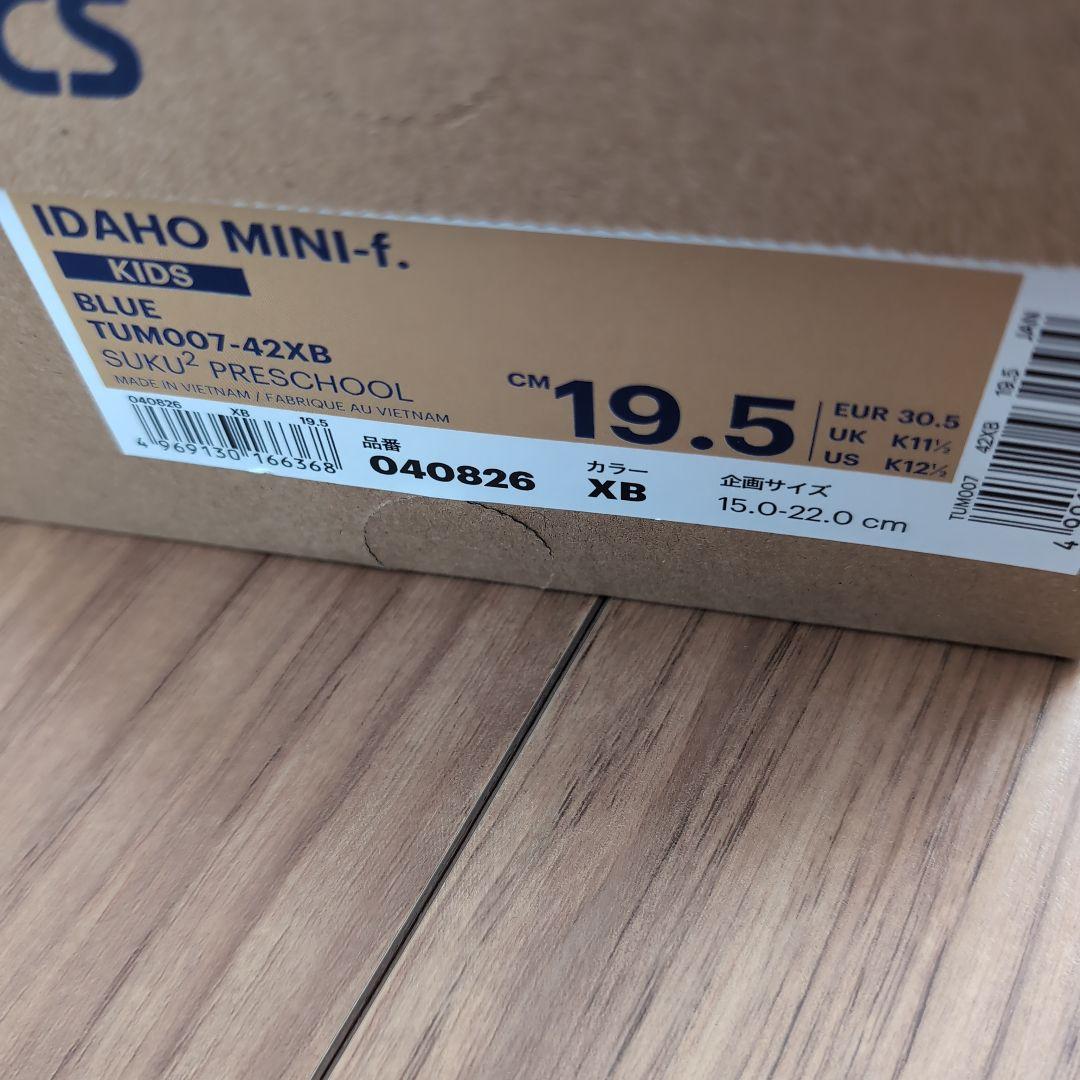 CS
IDAHO MINI-f.
KIDS
BLUE
TUM007-42XB
SUKU² PRESCHOOL
MADE IN VIETNAM / FABRIQUE AU VIETNAM
CM 19.5
EUR 30.5
UK K11½
US K12½
040826 XB 19.5
4 969130 166368
品番 カラー 企画サイズ
040826 XB 15.0-22.0 cm
TUM007 42XB 19.5 JAN